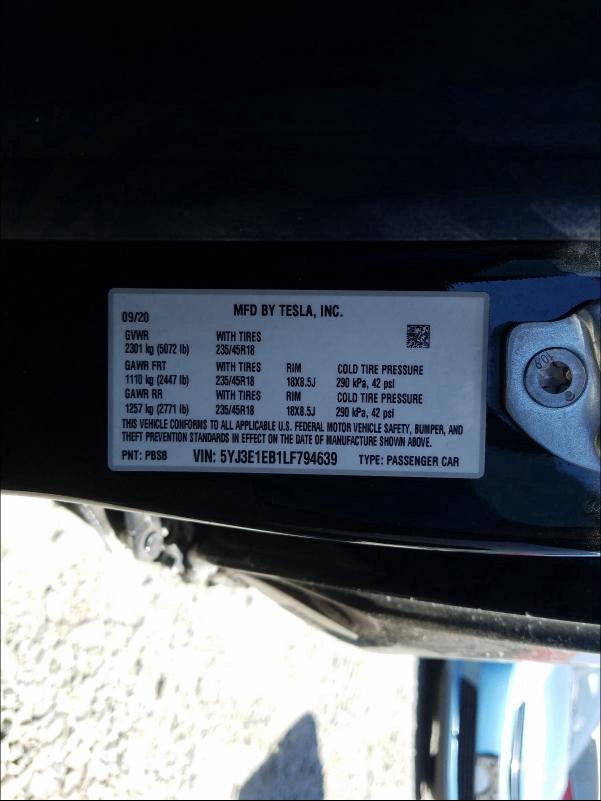 MFD BY TESLA, INC.
09/20
GVWR WITH TIRES
2301 kg (5072 lb) 235/45R18
GAWR FRT WITH TIRES RIM COLD TIRE PRESSURE
1110 kg (2447 lb) 235/45R18 18X8.5J 290 kPa, 42 psi
GAWR RR WITH TIRES RIM COLD TIRE PRESSURE
1257 kg (2771 lb) 235/45R18 18X8.5J 290 kPa, 42 psi
THIS VEHICLE CONFORMS TO ALL APPLICABLE U.S. FEDERAL MOTOR VEHICLE SAFETY, BUMPER, AND
THEFT PREVENTION STANDARDS IN EFFECT ON THE DATE OF MANUFACTURE SHOWN ABOVE.
PNT: PBSB VIN: 5YJ3E1EB1LF794639 TYPE: PASSENGER CAR
10.9